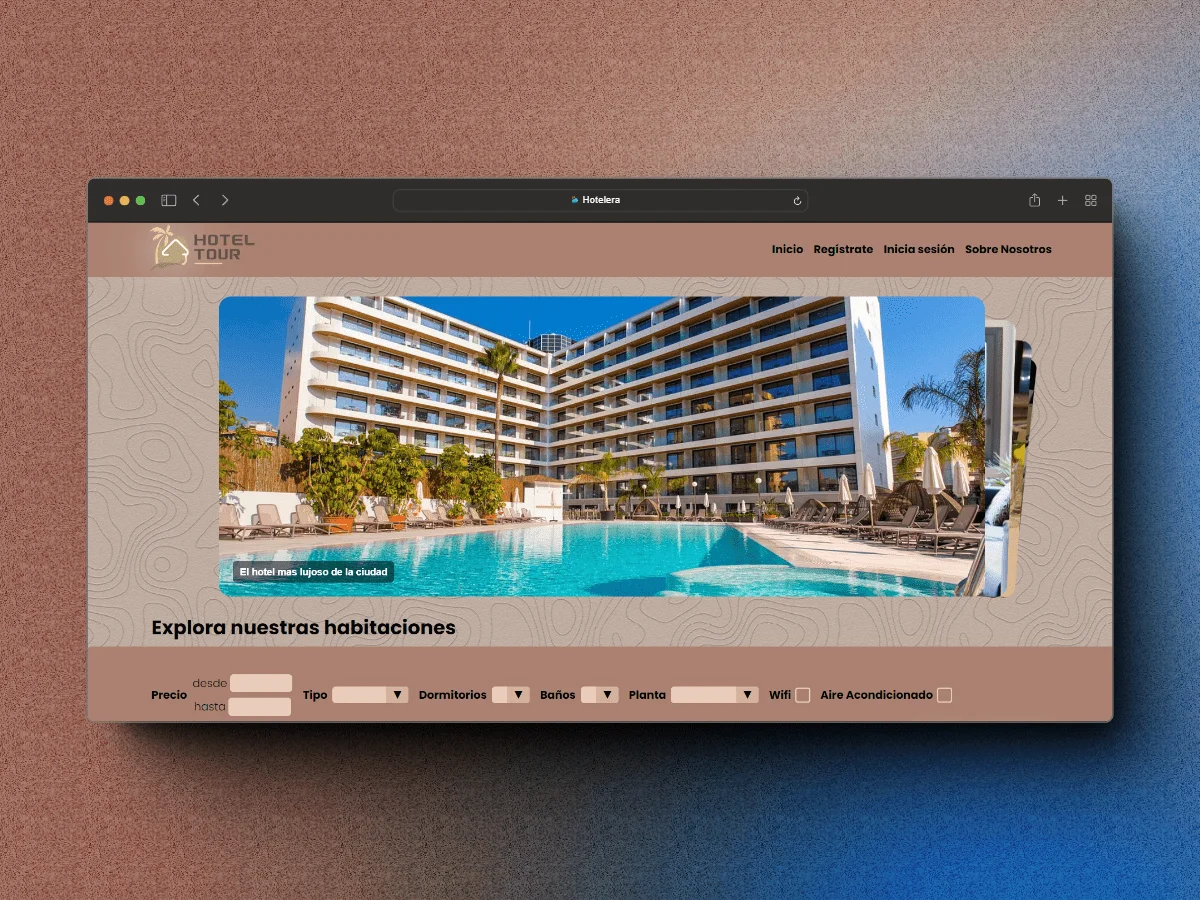 Hotelera
HOTEL
TOUR
Inicio Regístrate Inicia sesión Sobre Nosotros
El hotel mas lujoso de la ciudad
Explora nuestras habitaciones
Precio desde
hasta
Tipo Dormitorios Baños Planta Wifi Aire Acondicionado